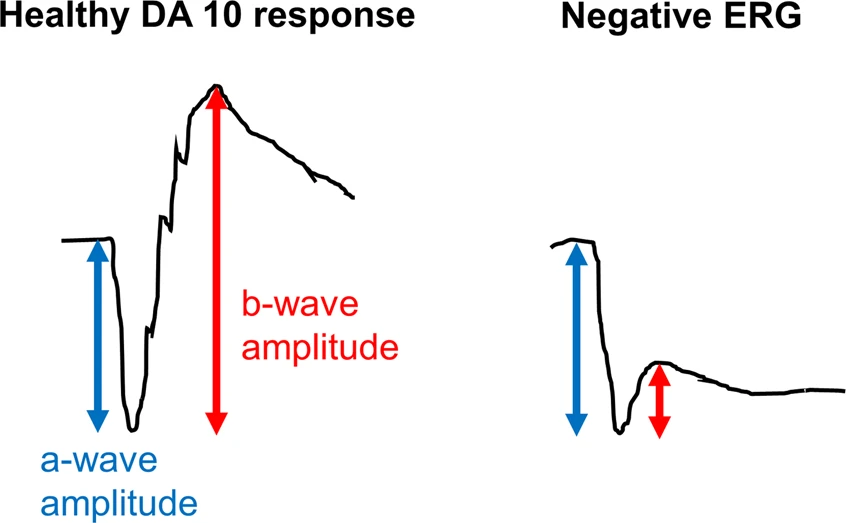 Healthy DA 10 response
Negative ERG
b-wave
amplitude
a-wave
amplitude